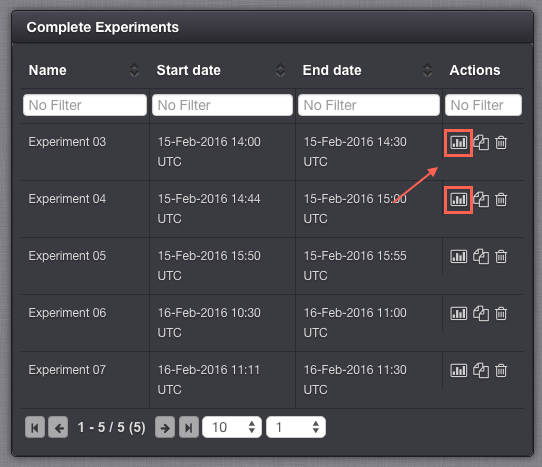 Complete Experiments
Name Start date End date Actions
No Filter No Filter No Filter No Filter
Experiment 03 15-Feb-2016 14:00 UTC 15-Feb-2016 14:30 UTC
Experiment 04 15-Feb-2016 14:44 UTC 15-Feb-2016 15:00 UTC
Experiment 05 15-Feb-2016 15:50 UTC 15-Feb-2016 15:55 UTC
Experiment 06 16-Feb-2016 10:30 UTC 16-Feb-2016 11:00 UTC
Experiment 07 16-Feb-2016 11:11 UTC 16-Feb-2016 11:30 UTC
1 - 5 / 5 (5) 10 1